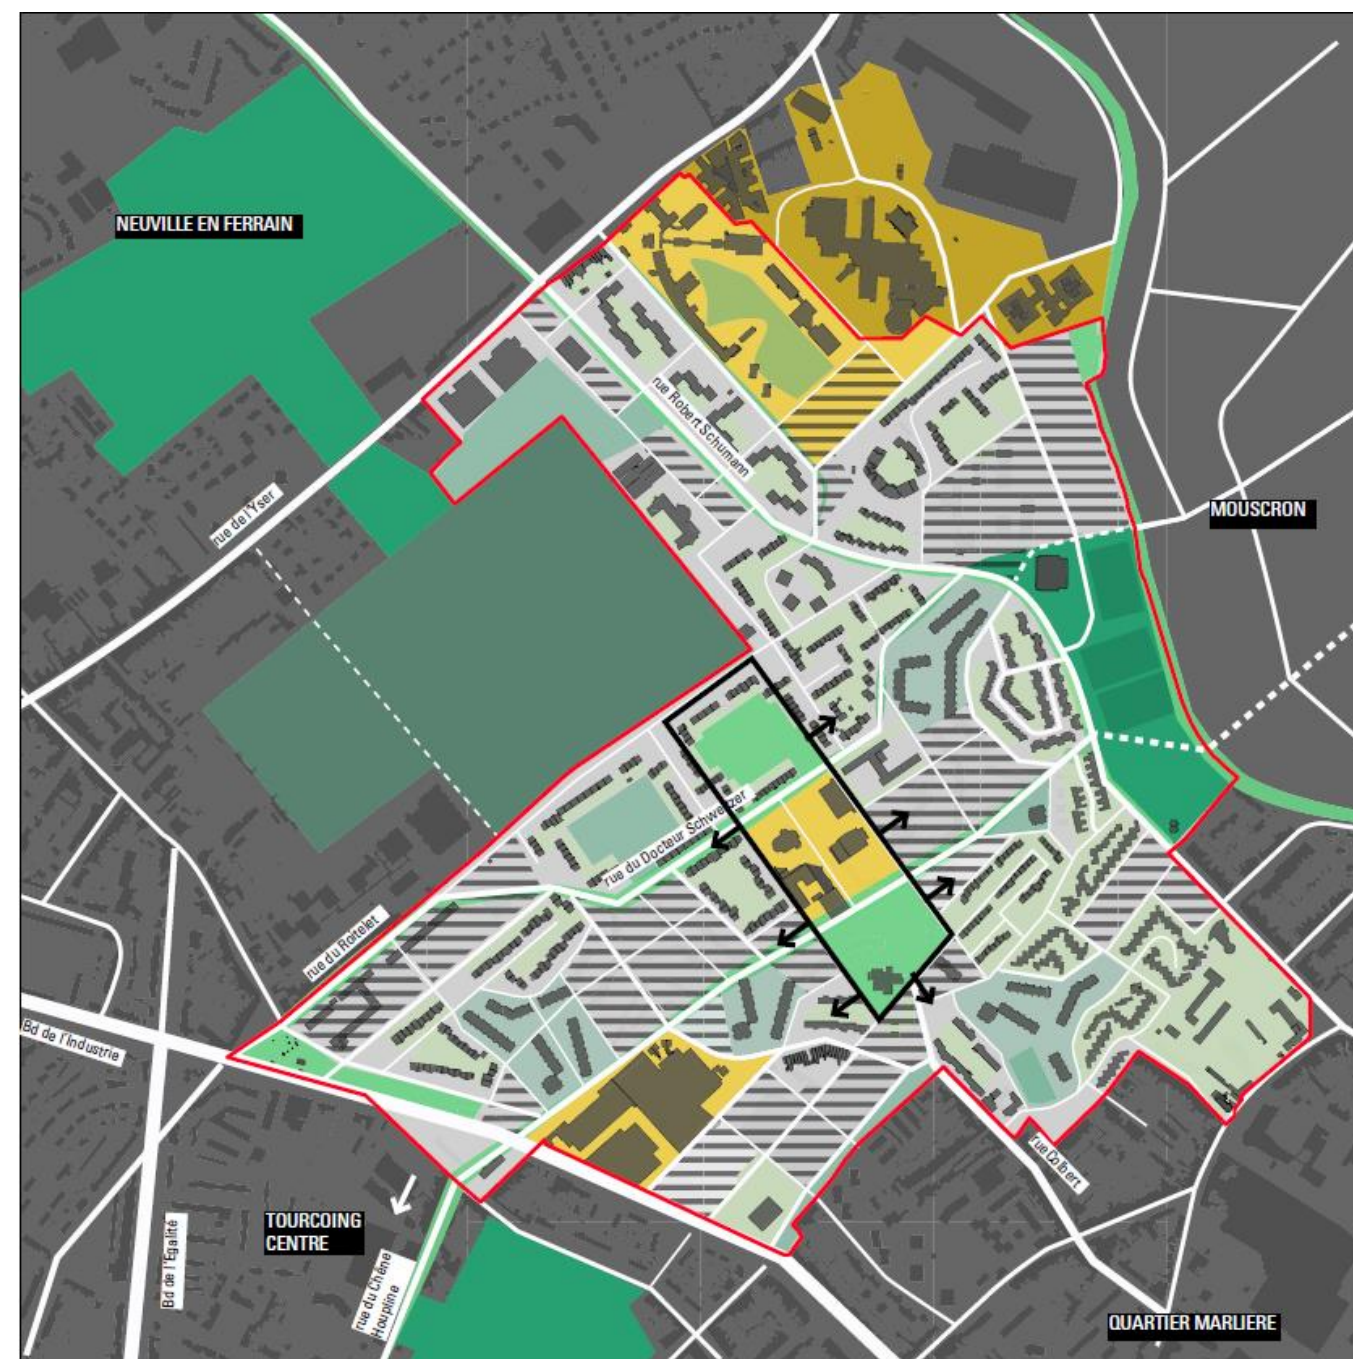 NEUVILLE EN FERRAIN
rue Robert Schumann
rue de l'Yser
MOUSCRON
rue du Docteur Schweitzer
rue du Roitelet
Bd de l'Industrie
rue Colbert
TOURCOING
CENTRE
Bd de l'Egalité
rue du Chêne
Houpline
QUARTIER MARLIERE